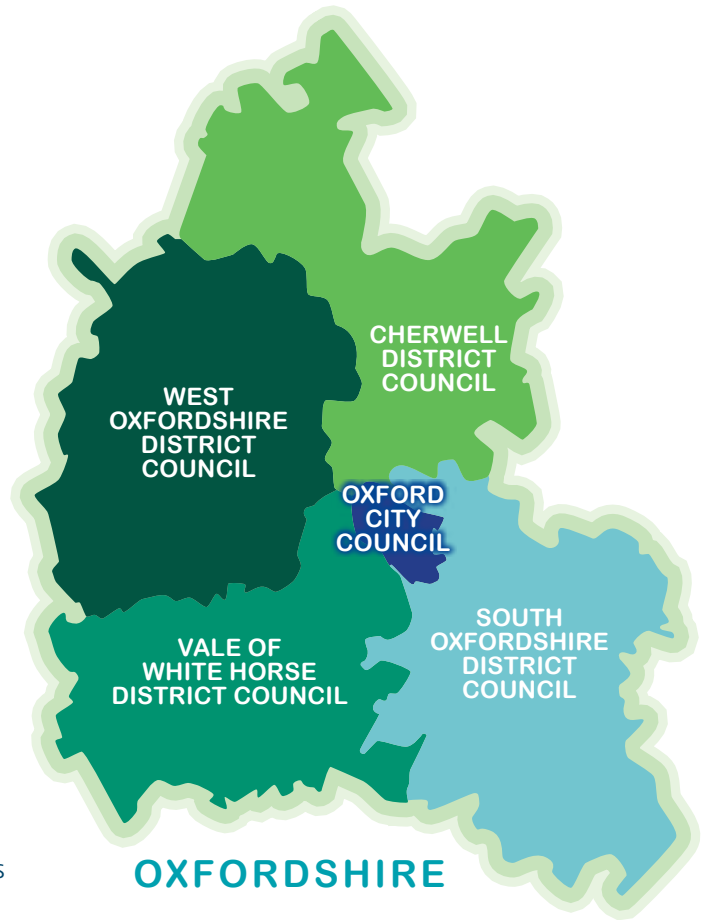 CHERWELL
DISTRICT
COUNCIL
WEST
OXFORDSHIRE
DISTRICT
COUNCIL
OXFORD
CITY
COUNCIL
SOUTH
OXFORDSHIRE
DISTRICT
COUNCIL
VALE OF
WHITE HORSE
DISTRICT COUNCIL
s
OXFORDSHIRE